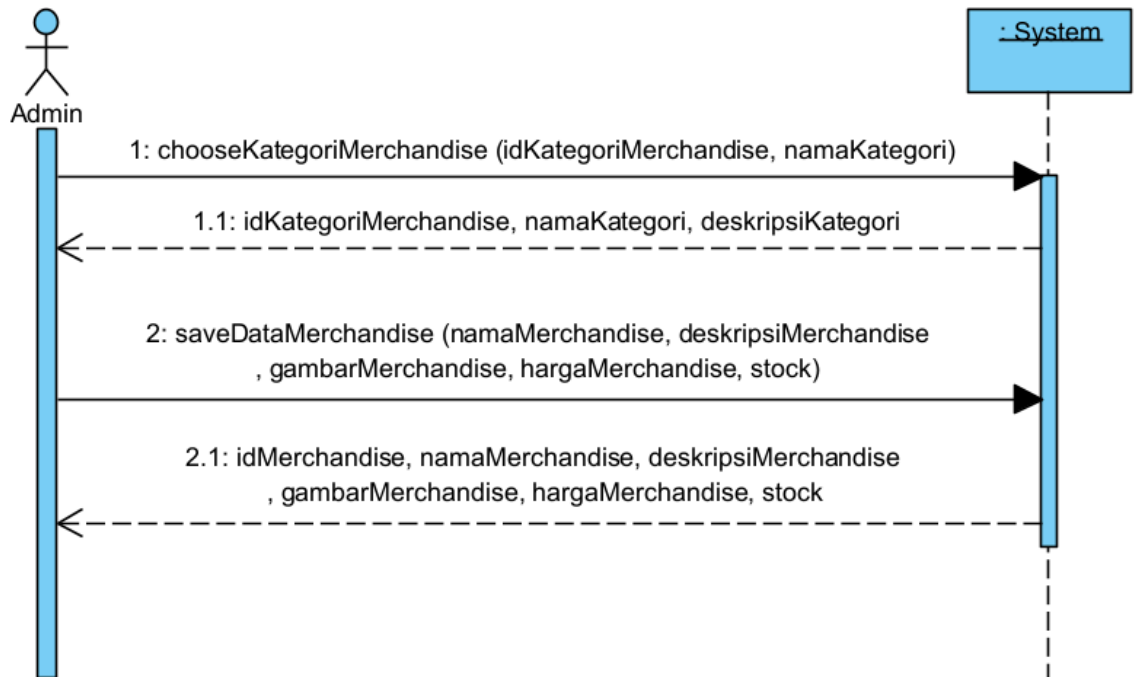 : System
Admin
1: chooseKategoriMerchandise (idKategoriMerchandise, namaKategori)
1.1: idKategoriMerchandise, namaKategori, deskripsiKategori
2: saveDataMerchandise (namaMerchandise, deskripsiMerchandise
, gambarMerchandise, hargaMerchandise, stock)
2.1: idMerchandise, namaMerchandise, deskripsiMerchandise
, gambarMerchandise, hargaMerchandise, stock